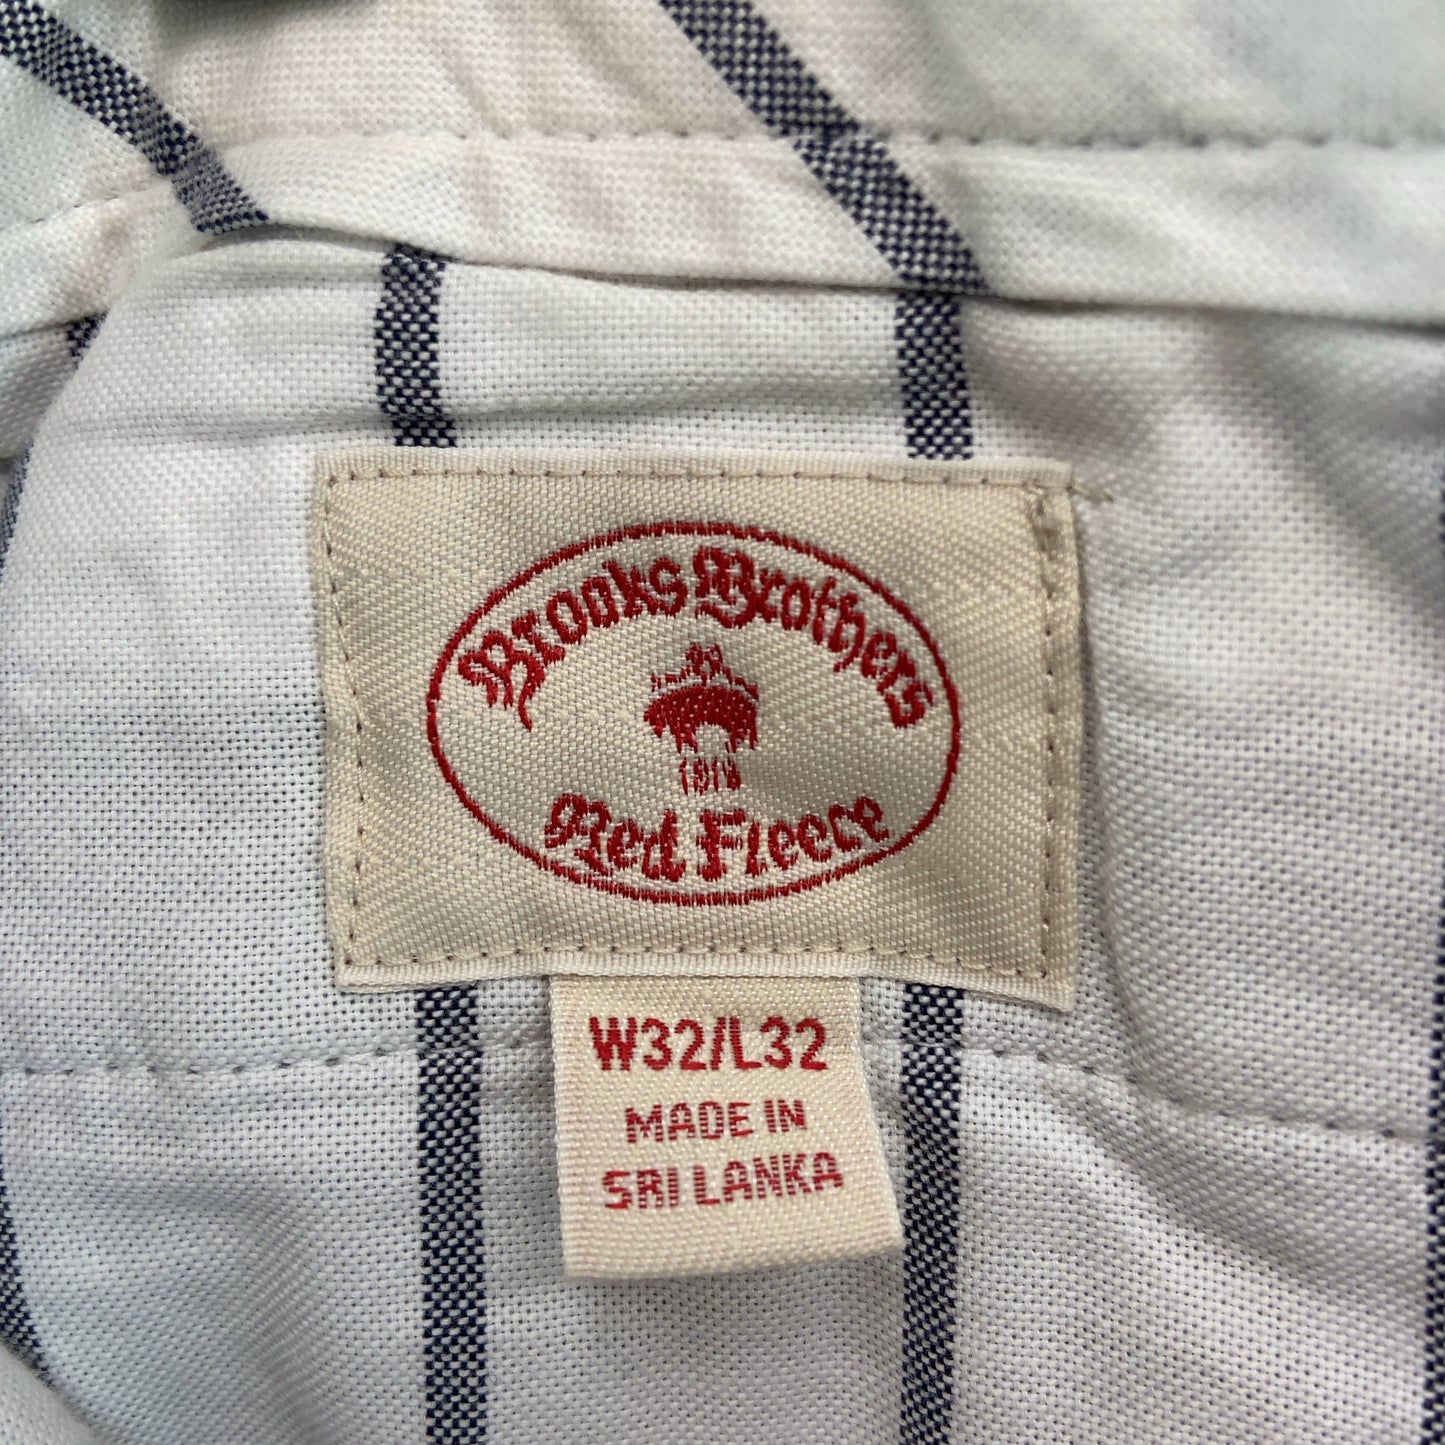 Brooks Brothers
1818
Red Fleece
W32/L32
MADE IN
SRI LANKA